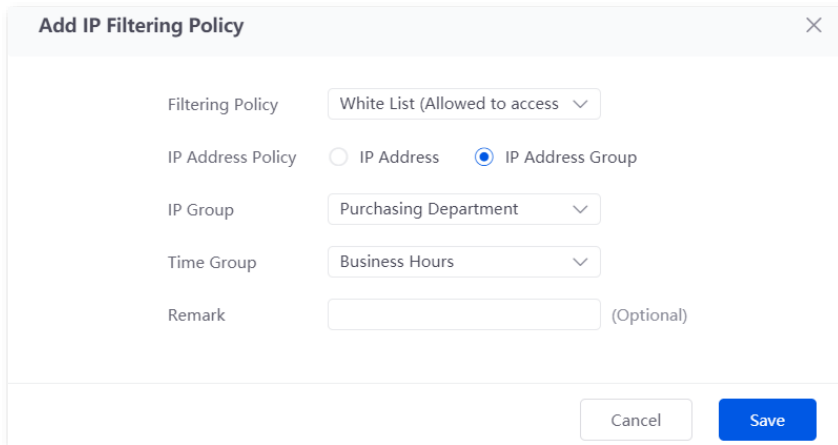 Add IP Filtering Policy
Filtering Policy White List (Allowed to access
IP Address Policy IP Address IP Address Group
IP Group Purchasing Department
Time Group Business Hours
Remark (Optional)
Cancel Save